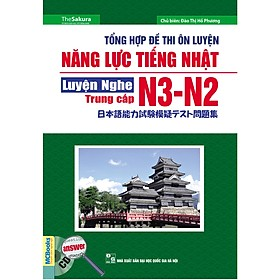 TheSakura
Chủ biên: Đào Thị Hồ Phương
TỔNG HỢP ĐỀ THI ÔN LUYỆN
NĂNG LỰC TIẾNG NHẬT
Luyện Nghe
Trung cấp
N3-N2
日本語能力試験模疑テスト問題集
MCBooks
answer
CD
NHÀ XUẤT BẢN ĐẠI HỌC QUỐC GIA HÀ NỘI